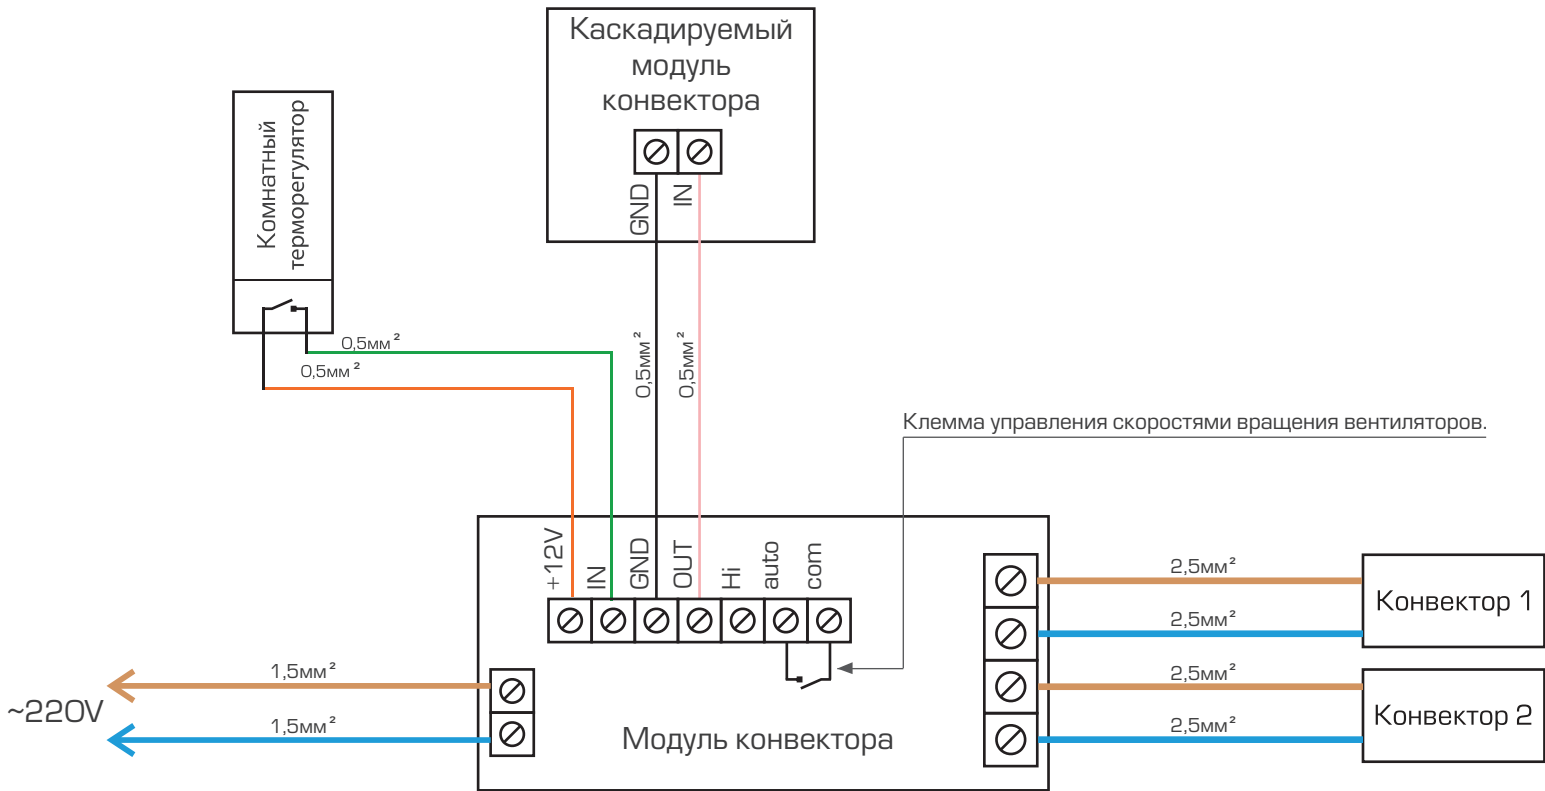 Каскадируемый
модуль
конвектора
GND
IN
Комнатный
терморегулятор
0,5мм²
0,5мм²
0,5мм²
0,5мм²
Клемма управления скоростями вращения вентиляторов.
+12V
IN
GND
OUT
Hi
auto
com
2,5мм²
Конвектор 1
2,5мм²
2,5мм²
Конвектор 2
2,5мм²
1,5мм²
~220V
1,5мм²
Модуль конвектора